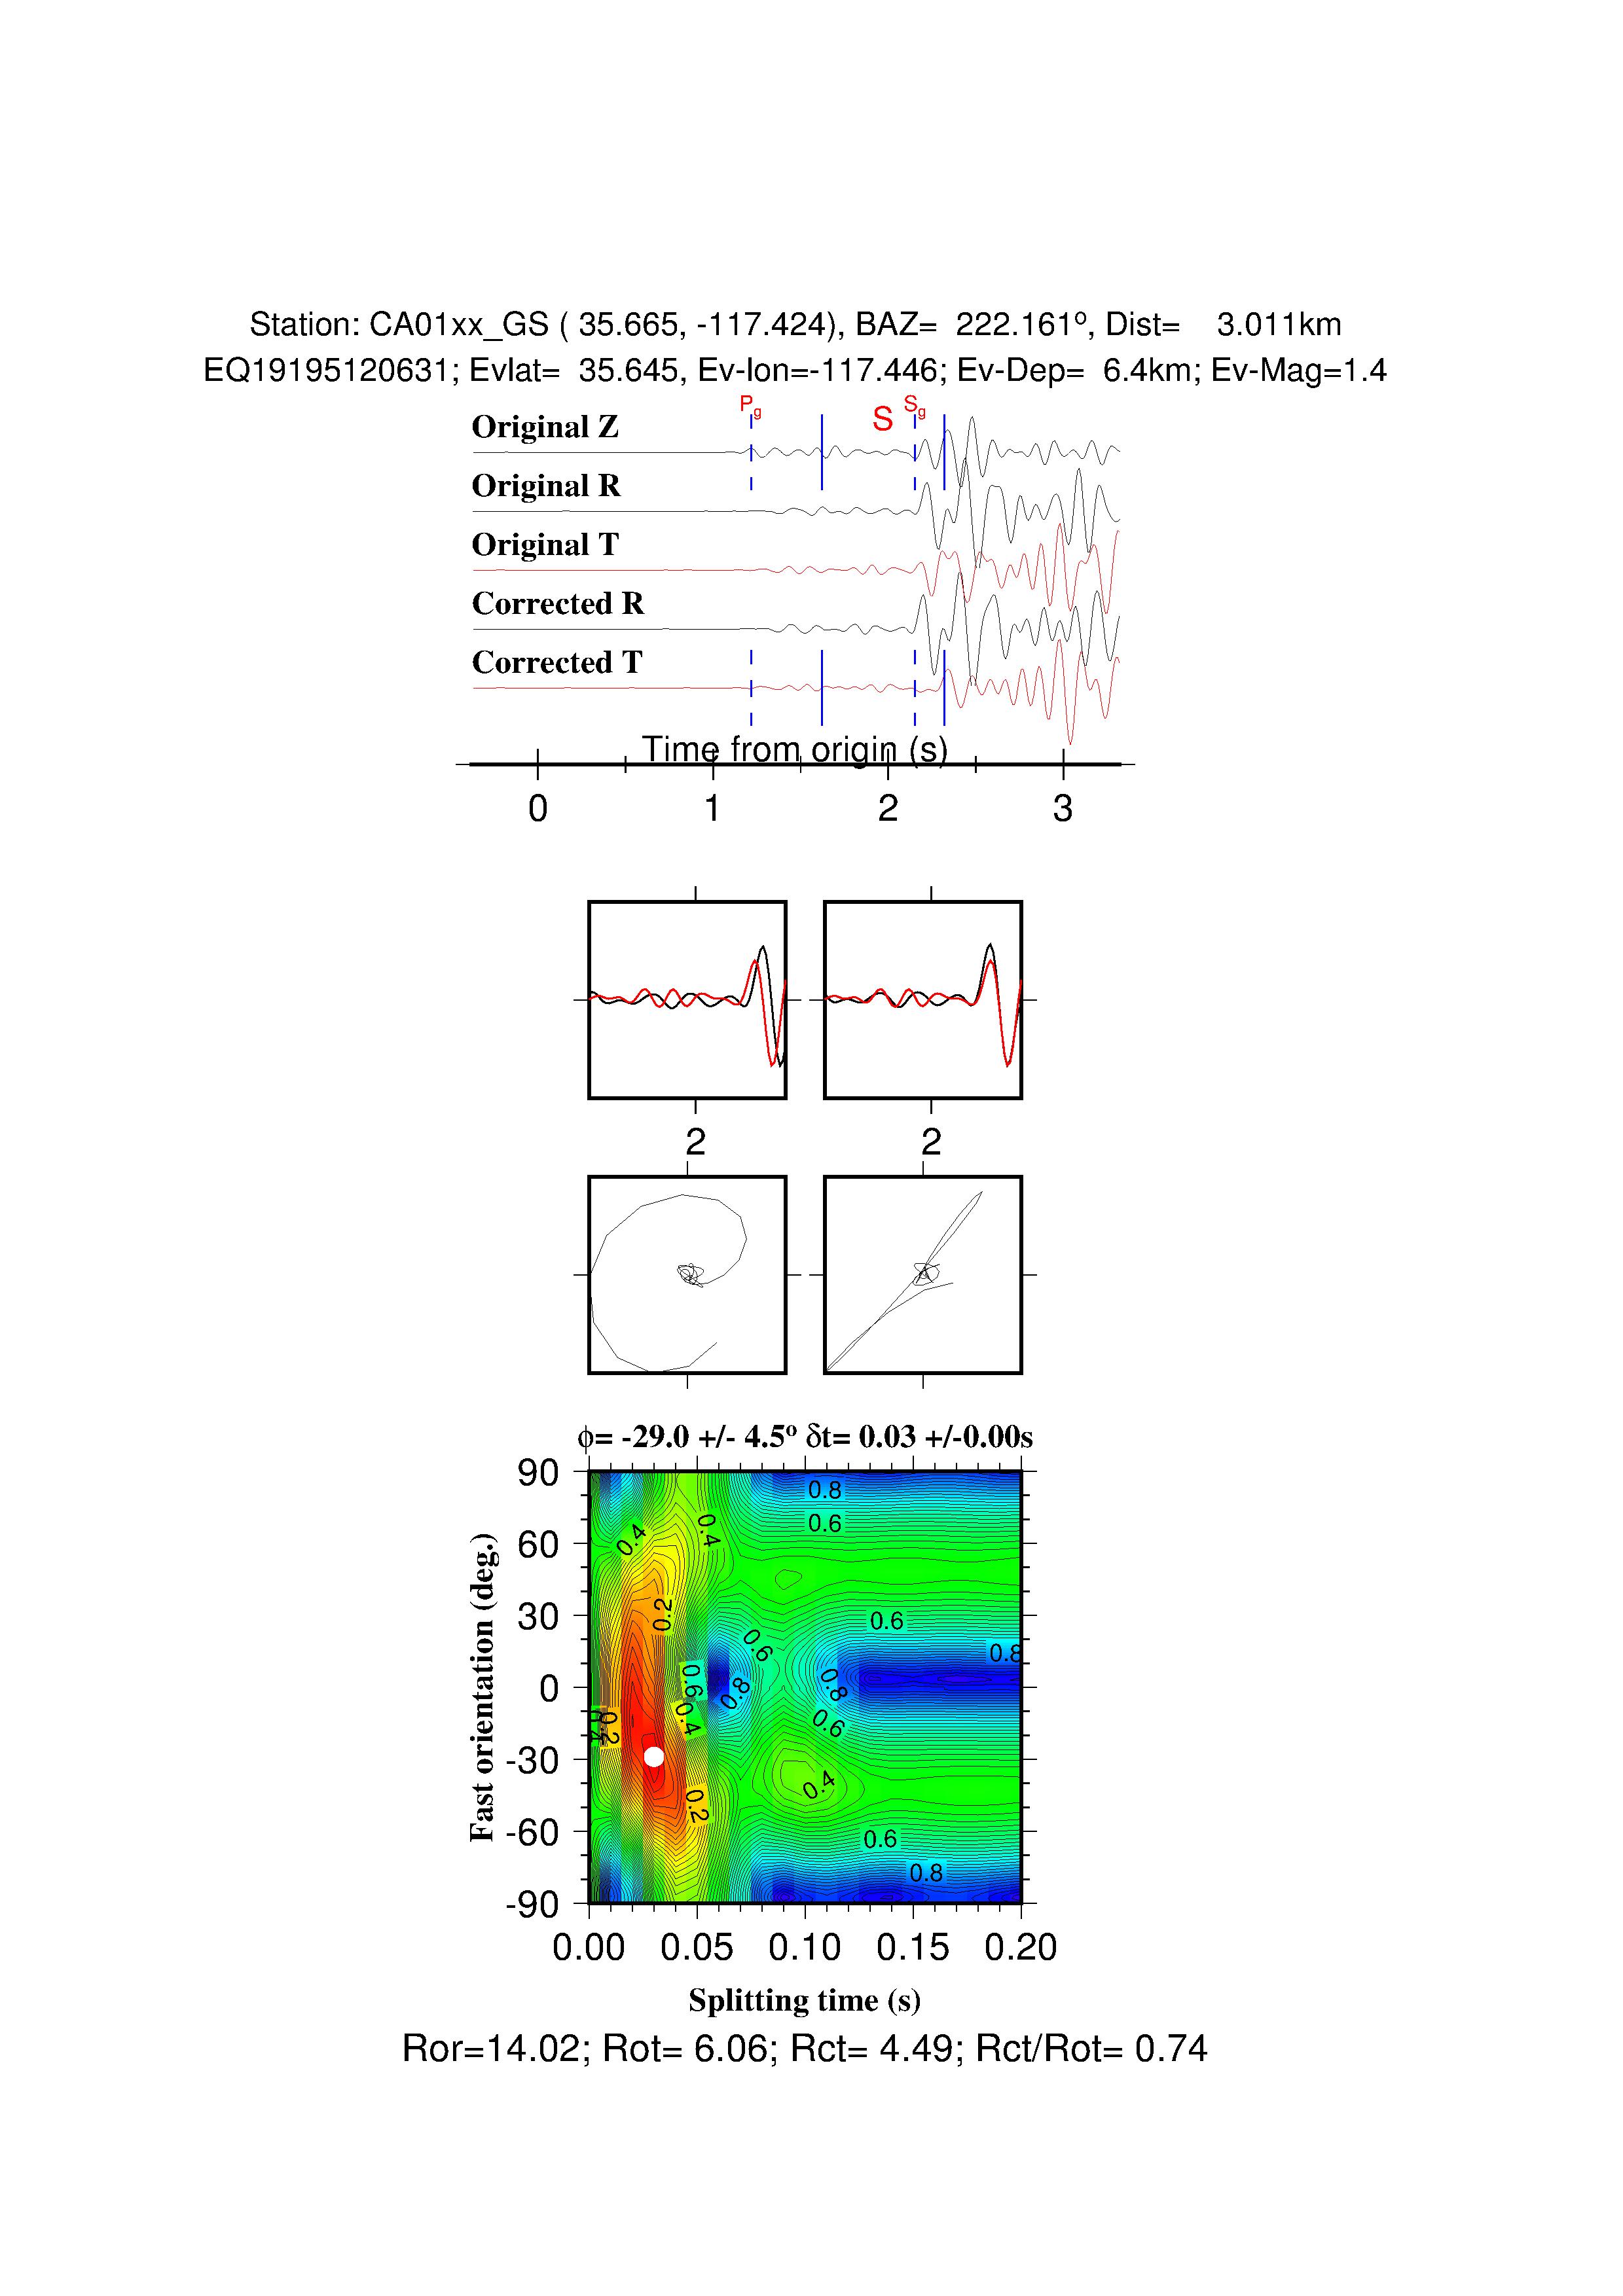 Station: CA01xx_GS ( 35.665, -117.424), BAZ= 222.161º, Dist= 3.011km
EQ19195120631; Evlat= 35.645, Ev-lon=-117.446; Ev-Dep= 6.4km; Ev-Mag=1.4
Pg S Sg
Original Z
Original R
Original T
Corrected R
Corrected T
Time from origin (s)
0 1 2 3
2 2
ϕ= -29.0 +/- 4.5º δt= 0.03 +/-0.00s
Fast orientation (deg.)
90
60
30
0
-30
-60
-90
0.8
0.6
0.4 0.4
0.2 0.6
0.6 0.8
0.6 0.8 0.8
0.2 0.4 0.6
0.4
0.2
0.6
0.8
0.00 0.05 0.10 0.15 0.20
Splitting time (s)
Ror=14.02; Rot= 6.06; Rct= 4.49; Rct/Rot= 0.74